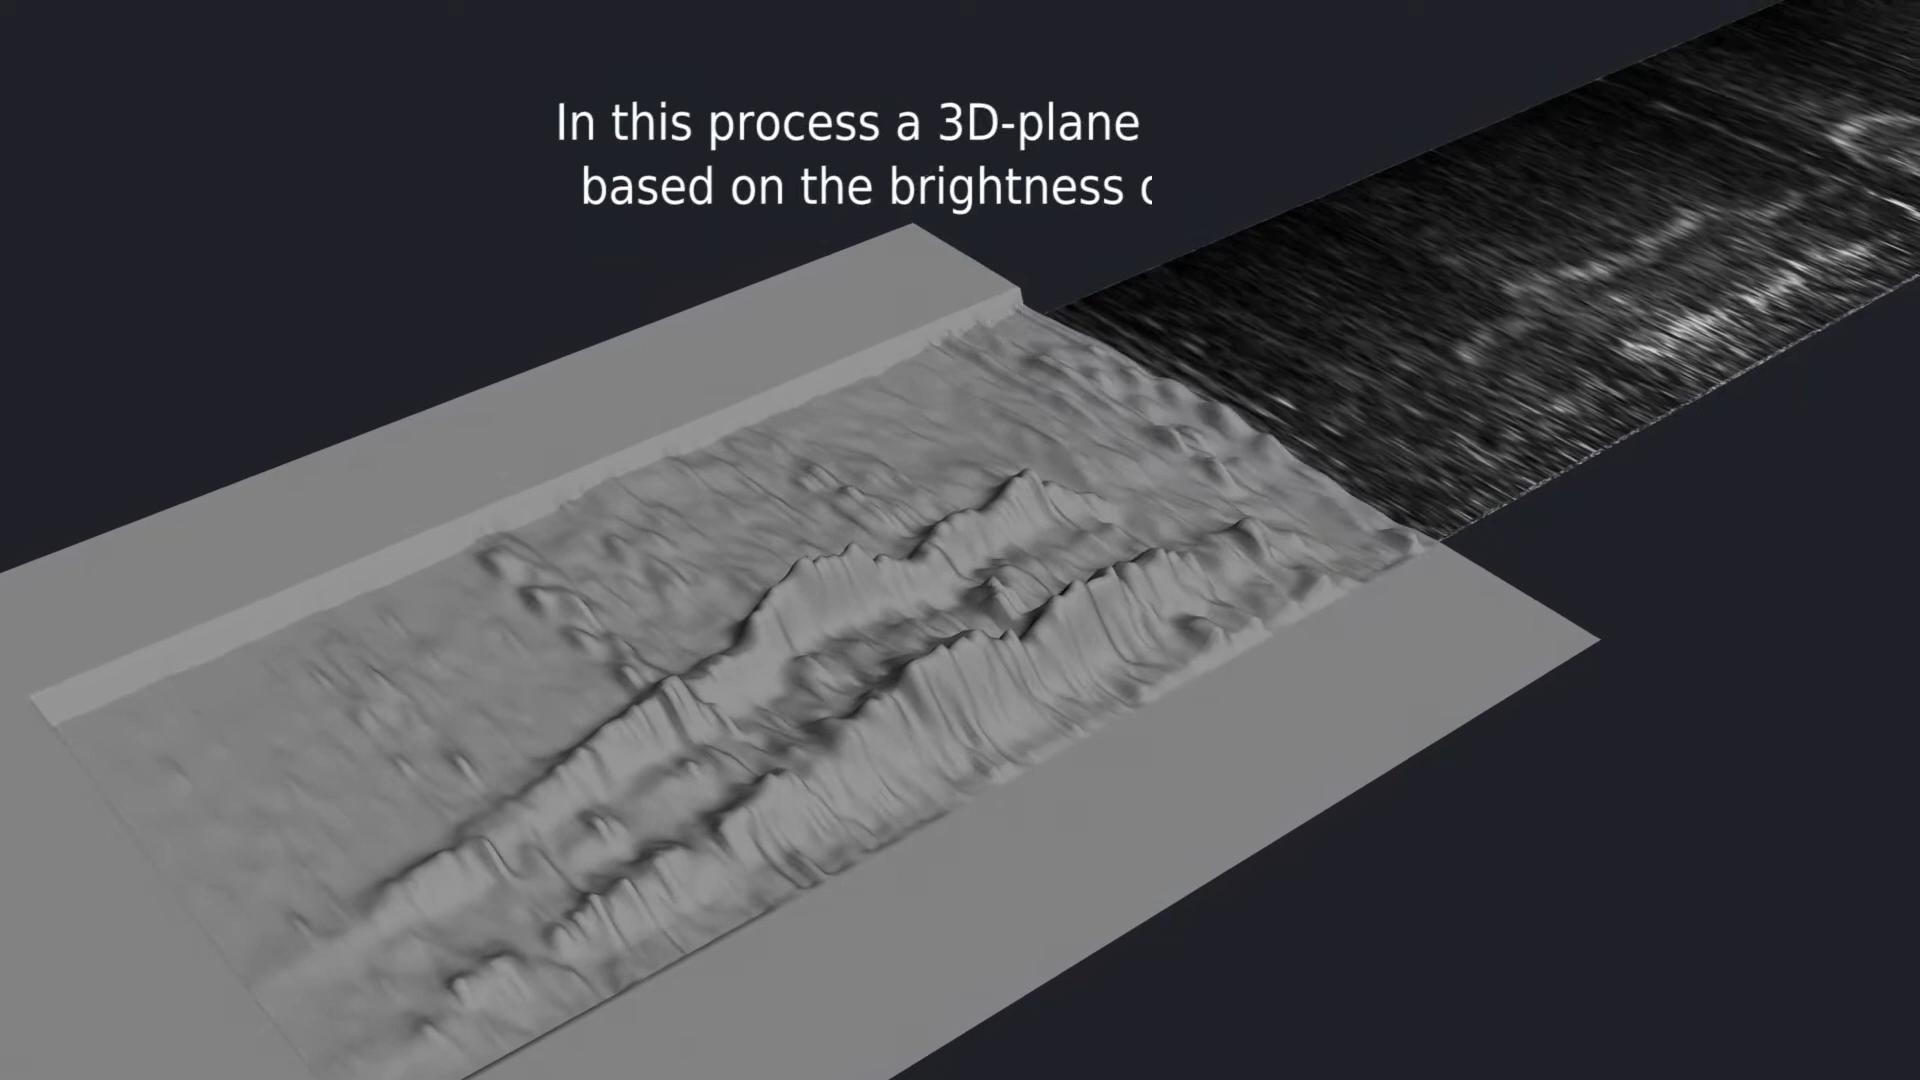 In this process a 3D-plane
based on the brightness